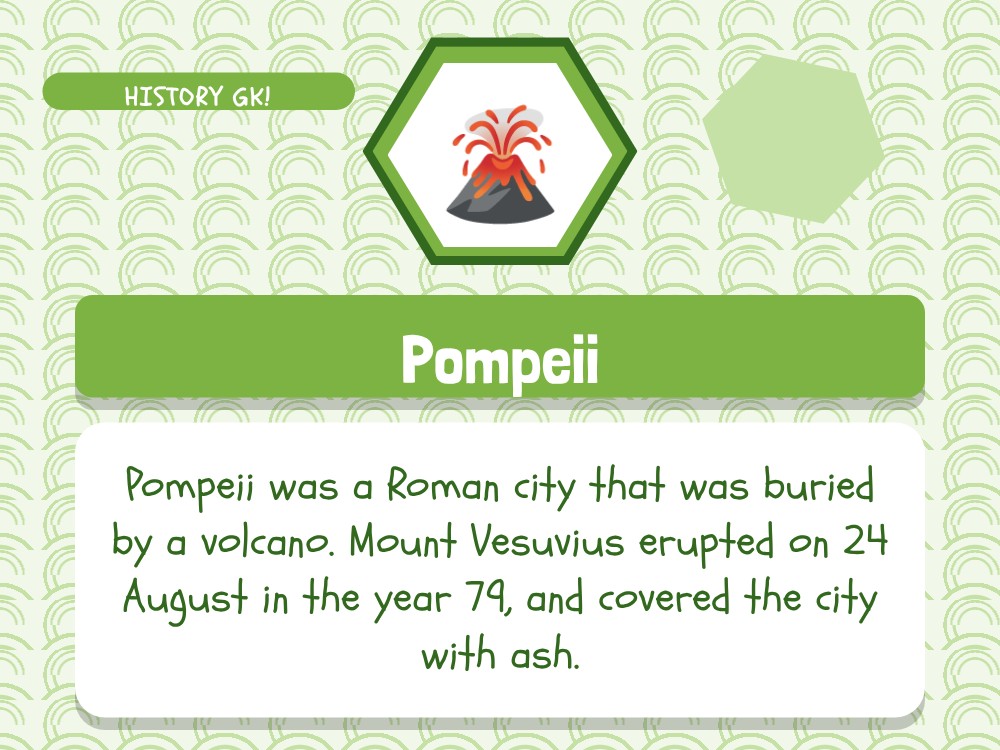 HISTORY GK!
Pompeii
Pompeii was a Roman city that was buried
by a volcano. Mount Vesuvius erupted on 24
August in the year 79, and covered the city
with ash.